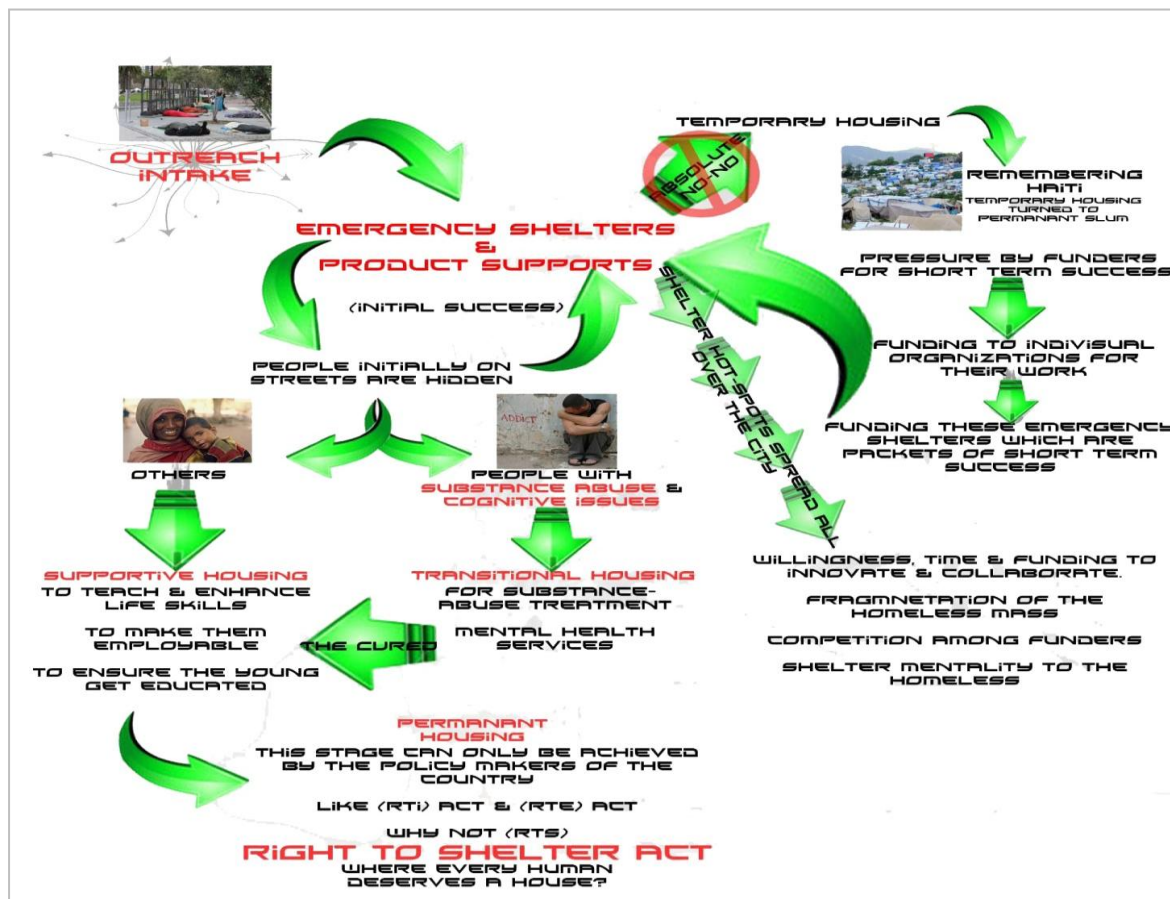 OUTREACH
INTAKE
EMERGENCY SHELTERS
&
PRODUCT SUPPORTS
(INITIAL SUCCESS)
PEOPLE INITIALLY ON
STREETS ARE HIDDEN
ABSOLUTE
NO-NO
TEMPORARY HOUSING
REMEMBERING
HAITI
TEMPORARY HOUSING
TURNED TO
PERMANANT SLUM
PRESSURE BY FUNDERS
FOR SHORT TERM SUCCESS
FUNDING TO INDIVISUAL
ORGANIZATIONS FOR
THEIR WORK
FUNDING THESE EMERGENCY
SHELTERS WHICH ARE
PACKETS OF SHORT TERM
SUCCESS
SHELTER HOT-SPOTS SPREAD ALL
OVER THE CITY
WILLINGNESS, TIME & FUNDING TO
INNOVATE & COLLABORATE.
FRAGMNETATION OF THE
HOMELESS MASS
COMPETITION AMONG FUNDERS
SHELTER MENTALITY TO THE
HOMELESS
OTHERS
ADDICT
PEOPLE WITH
SUBSTANCE ABUSE &
COGNITIVE ISSUES
SUPPORTIVE HOUSING
TO TEACH & ENHANCE
LIFE SKILLS
TO MAKE THEM
EMPLOYABLE
TO ENSURE THE YOUNG
GET EDUCATED
TRANSITIONAL HOUSING
FOR SUBSTANCE-
ABUSE TREATMENT
MENTAL HEALTH
SERVICES
THE CURED
PERMANANT
HOUSING
THIS STAGE CAN ONLY BE ACHIEVED
BY THE POLICY MAKERS OF THE
COUNTRY
LIKE (RTI) ACT & (RTE) ACT
WHY NOT (RTS)
RIGHT TO SHELTER ACT
WHERE EVERY HUMAN
DESERVES A HOUSE?